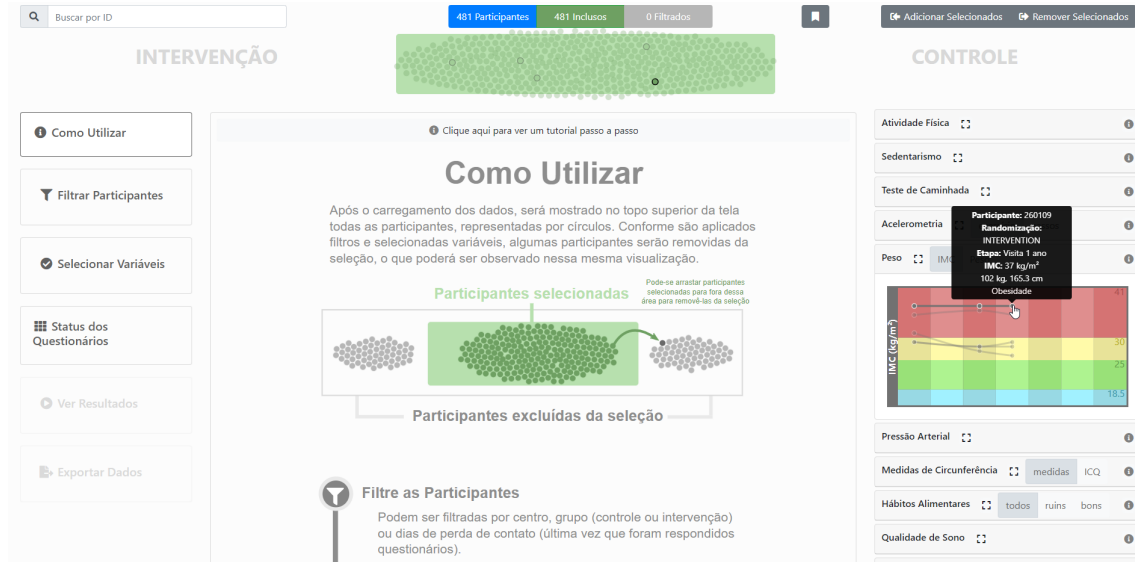 Buscar por ID
481 Participantes
481 Inclusos
0 Filtrados
Adicionar Selecionados
Remover Selecionados
INTERVENÇÃO
CONTROLE
Como Utilizar
Filtrar Participantes
Selecionar Variáveis
Status dos
Questionários
Ver Resultados
Exportar Dados
Clique aqui para ver um tutorial passo a passo
Como Utilizar
Após o carregamento dos dados, será mostrado no topo superior da tela
todas as participantes, representadas por círculos. Conforme são aplicados
filtros e selecionadas variáveis, algumas participantes serão removidas da
seleção, o que poderá ser observado nessa mesma visualização.
Participantes selecionadas
Pode-se arrastar participantes
selecionadas para fora dessa
área para removê-las da seleção
Participantes excluídas da seleção
Filtre as Participantes
Podem ser filtradas por centro, grupo (controle ou intervenção)
ou dias de perda de contato (última vez que foram respondidos
questionários).
Atividade Física
Sedentarismo
Teste de Caminhada
Acelerometria
Peso
Participante: 260109
Randomização:
INTERVENTION
Etapa: Visita 1 ano
IMC: 37 kg/m²
102 kg, 165.3 cm
Obesidade
IMC (kg/m²)
41
30
25
18.5
Pressão Arterial
Medidas de Circunferência
medidas
ICQ
Hábitos Alimentares
todos
ruins
bons
Qualidade de Sono